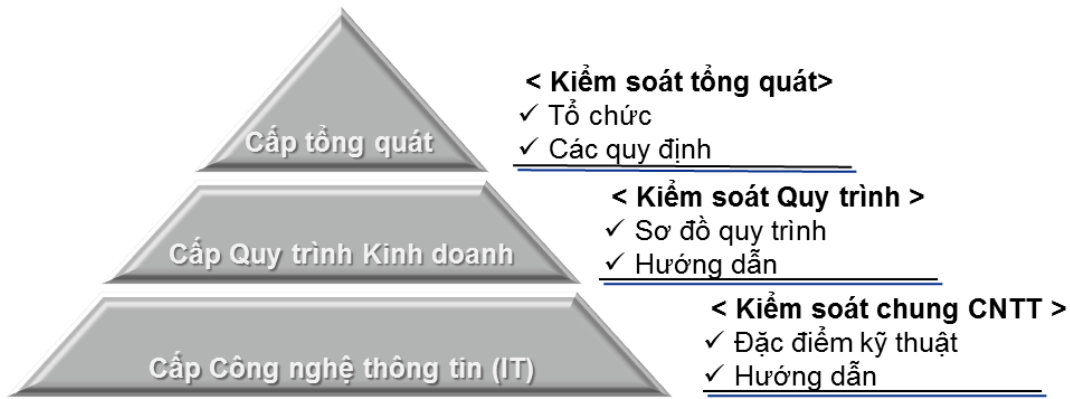 < Kiểm soát tổng quát>
✓ Tổ chức
Cấp tổng quát
✓ Các quy định
< Kiểm soát Quy trình >
✓ Sơ đồ quy trình
Cấp Quy trình Kinh doanh
✓ Hướng dẫn
< Kiểm soát chung CNTT >
✓ Đặc điểm kỹ thuật
Cấp Công nghệ thông tin (IT)
✓ Hướng dẫn